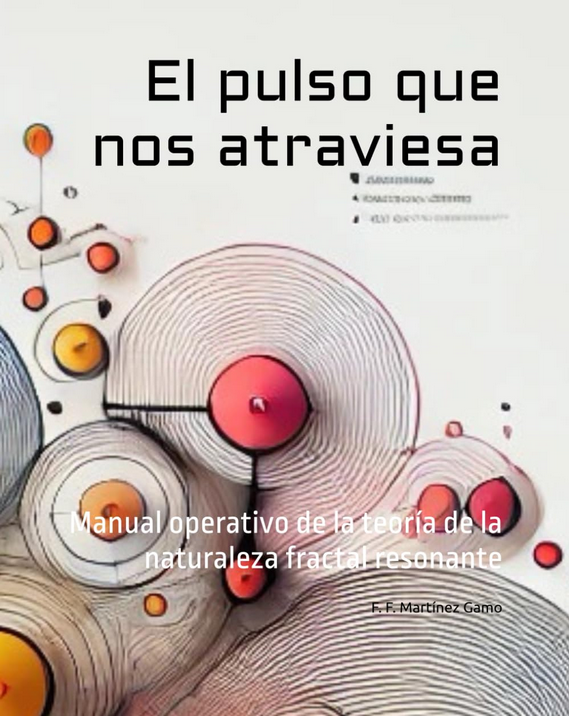 El pulso que
nos atraviesa
Manual operativo de la teoría de la
naturaleza fractal resonante
F. F. Martínez Gamo